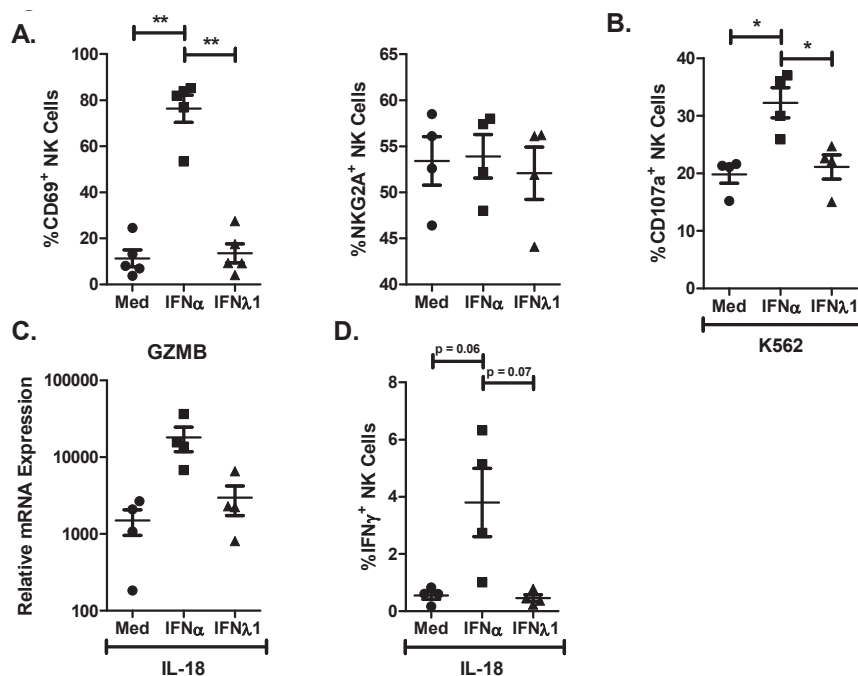 A.
**
**
%CD69+ NK Cells
100
80
60
40
20
0
Med IFNα IFNλ1
%NKG2A+ NK Cells
65
60
55
50
45
40
Med IFNα IFNλ1
B.
*
*
%CD107a+ NK Cells
40
30
20
10
0
Med IFNα IFNλ1
K562
C.
GZMB
Relative mRNA Expression
100000
10000
1000
100
Med IFNα IFNλ1
IL-18
D.
p = 0.06
p = 0.07
%IFNγ+ NK Cells
8
6
4
2
0
Med IFNα IFNλ1
IL-18